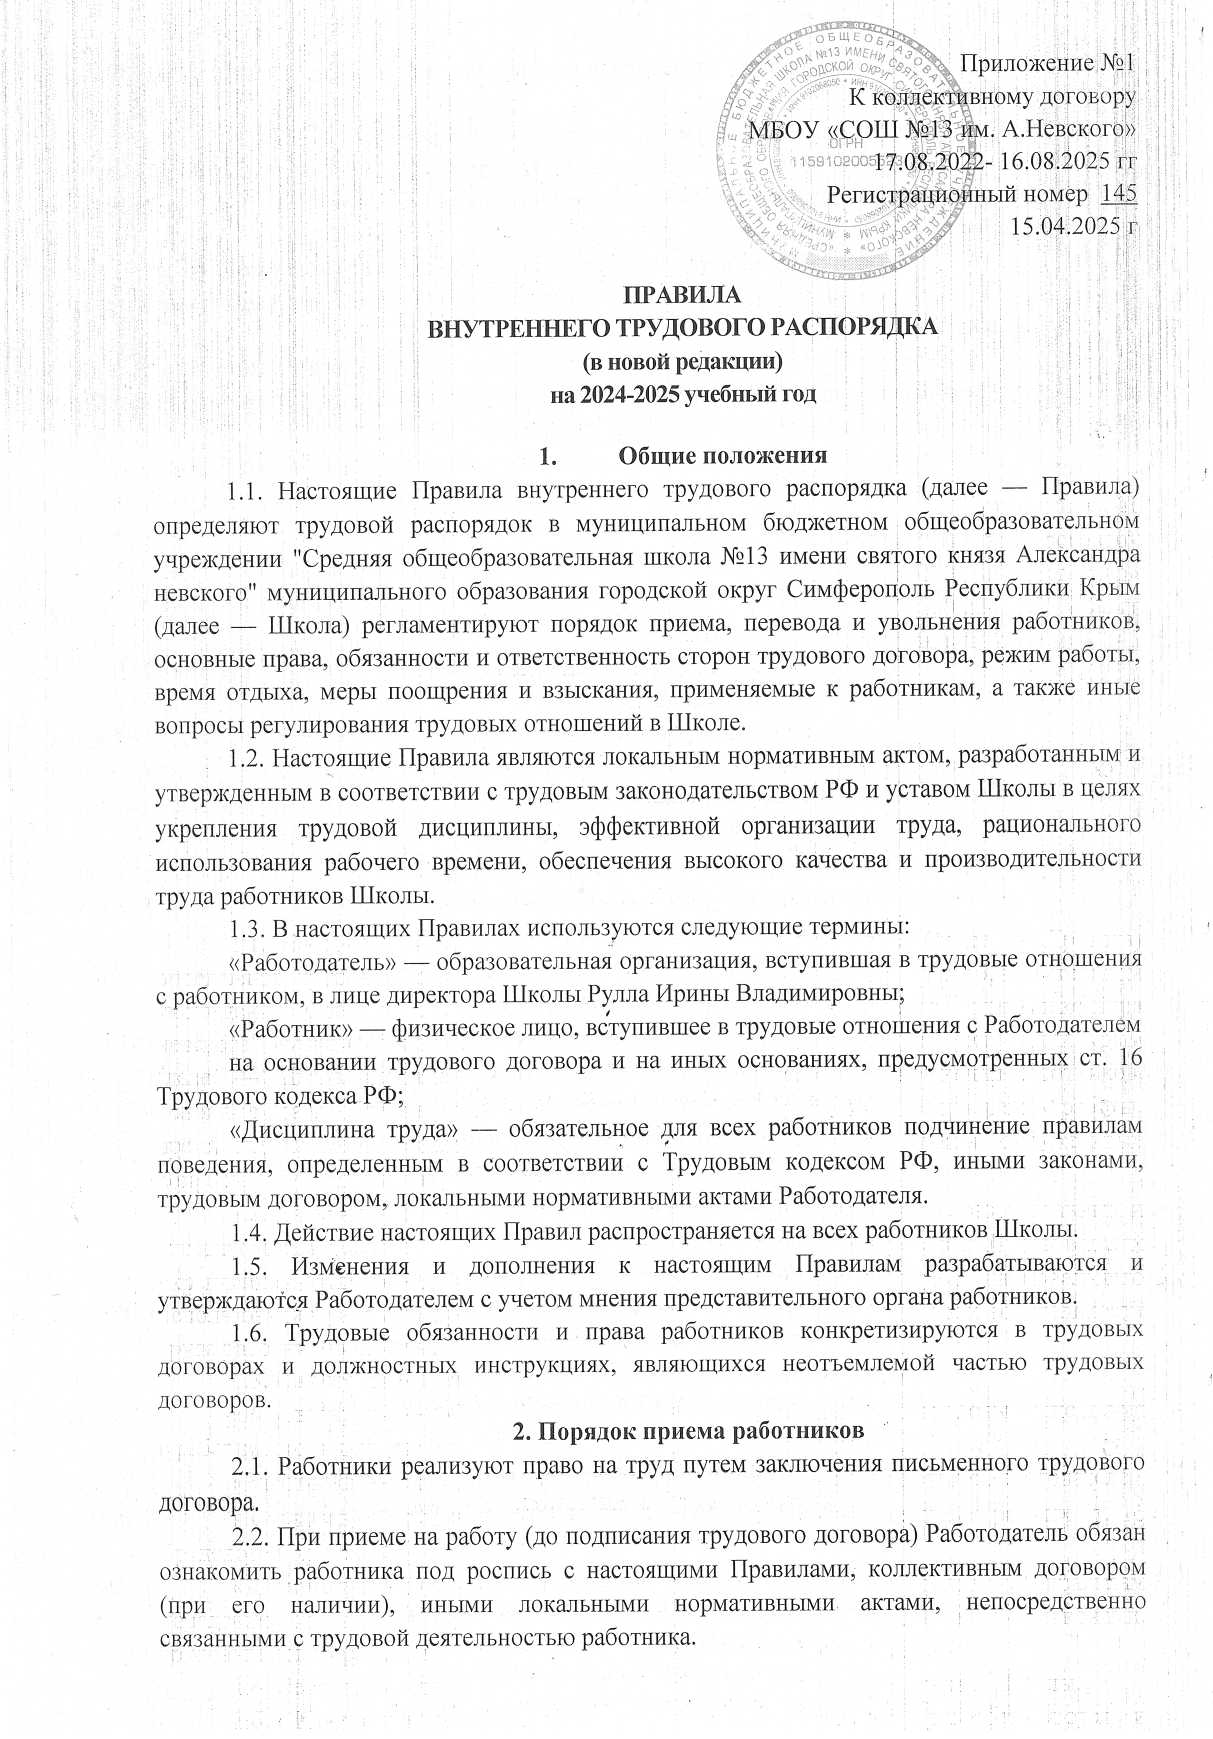 Приложение №1
К коллективному договору
МБОУ «СОШ №13 им. А.Невского»
17.08.2022- 16.08.2025 гг
Регистрационный номер 145
15.04.2025 г
ОГРН
ПРАВИЛА
ВНУТРЕННЕГО ТРУДОВОГО РАСПОРЯДКА
(в новой редакции)
на 2024-2025 учебный год
1. Общие положения
1.1. Настоящие Правила внутреннего трудового распорядка (далее — Правила)
определяют трудовой распорядок в муниципальном бюджетном общеобразовательном
учреждении "Средняя общеобразовательная школа №13 имени святого князя Александра
невского" муниципального образования городской округ Симферополь Республики Крым
(далее — Школа) регламентируют порядок приема, перевода и увольнения работников,
основные права, обязанности и ответственность сторон трудового договора, режим работы,
время отдыха, меры поощрения и взыскания, применяемые к работникам, а также иные
вопросы регулирования трудовых отношений в Школе.
1.2. Настоящие Правила являются локальным нормативным актом, разработанным и
утвержденным в соответствии с трудовым законодательством РФ и уставом Школы в целях
укрепления трудовой дисциплины, эффективной организации труда, рационального
использования рабочего времени, обеспечения высокого качества и производительности
труда работников Школы.
1.3. В настоящих Правилах используются следующие термины:
«Работодатель» — образовательная организация, вступившая в трудовые отношения
с работником, в лице директора Школы Рулла Ирины Владимировны;
«Работник» — физическое лицо, вступившее в трудовые отношения с Работодателем
на основании трудового договора и на иных основаниях, предусмотренных ст. 16
Трудового кодекса РФ;
«Дисциплина труда» — обязательное для всех работников подчинение правилам
поведения, определенным в соответствии с Трудовым кодексом РФ, иными законами,
трудовым договором, локальными нормативными актами Работодателя.
1.4. Действие настоящих Правил распространяется на всех работников Школы.
1.5. Изменения и дополнения к настоящим Правилам разрабатываются и
утверждаются Работодателем с учетом мнения представительного органа работников.
1.6. Трудовые обязанности и права работников конкретизируются в трудовых
договорах и должностных инструкциях, являющихся неотъемлемой частью трудовых
договоров.
2. Порядок приема работников
2.1. Работники реализуют право на труд путем заключения письменного трудового
договора.
2.2. При приеме на работу (до подписания трудового договора) Работодатель обязан
ознакомить работника под роспись с настоящими Правилами, коллективным договором
(при его наличии), иными локальными нормативными актами, непосредственно
связанными с трудовой деятельностью работника.